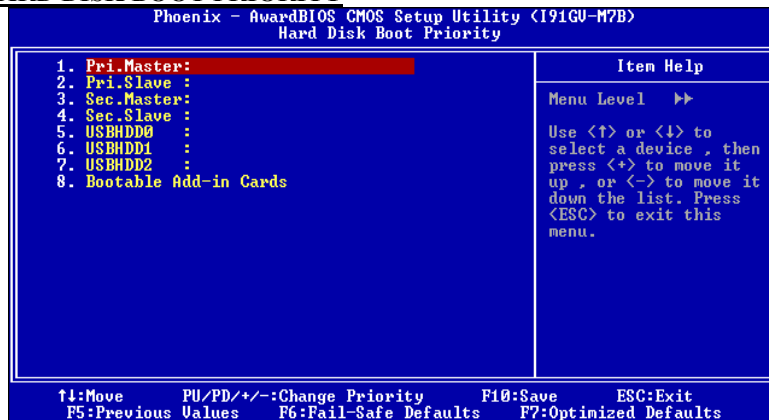 Phoenix - AwardBIOS CMOS Setup Utility (I91GV-M7B)
Hard Disk Boot Priority
1. Pri.Master:
2. Pri.Slave :
3. Sec.Master:
4. Sec.Slave :
5. USBHDD0 :
6. USBHDD1 :
7. USBHDD2 :
8. Bootable Add-in Cards
Item Help
Menu Level ▸▸
Use <↑> or <↓> to
select a device , then
press <+> to move it
up , or <-> to move it
down the list. Press
<ESC> to exit this
menu.
↑↓:Move PU/PD/+/-:Change Priority F10:Save ESC:Exit
F5:Previous Values F6:Fail-Safe Defaults F7:Optimized Defaults